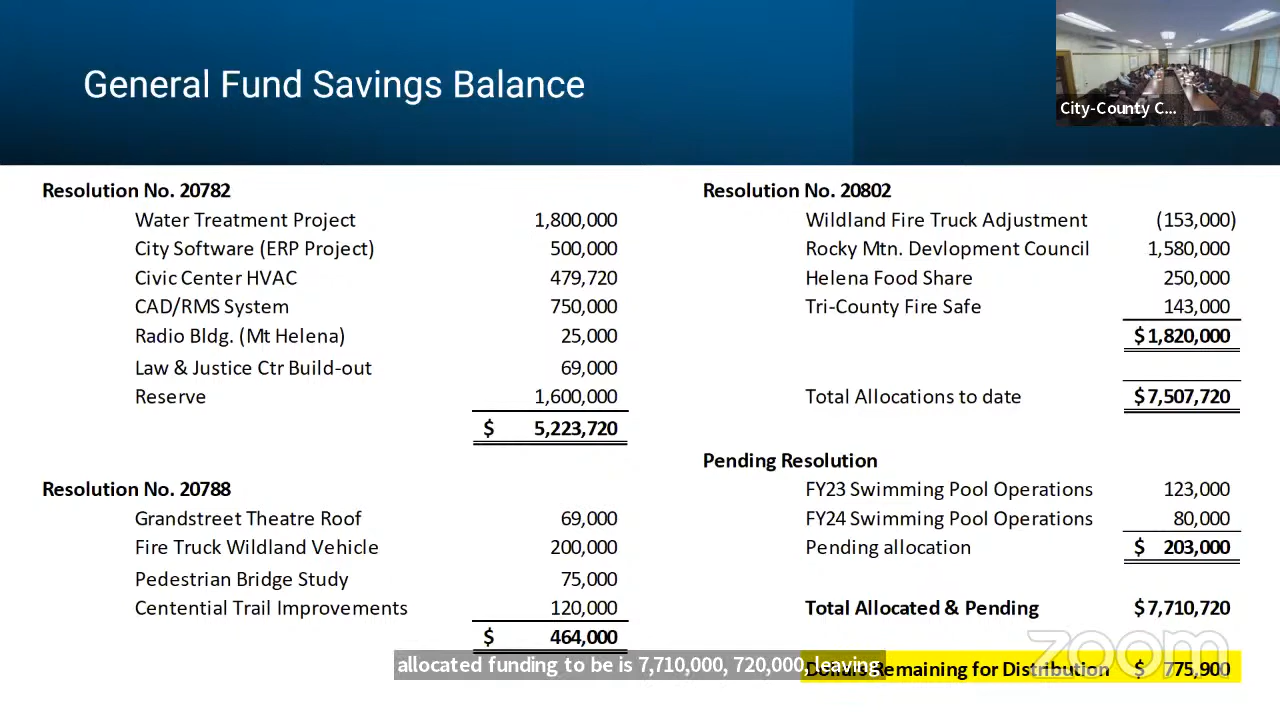 General Fund Savings Balance
City-County C...
Resolution No. 20782
Water Treatment Project 1,800,000
City Software (ERP Project) 500,000
Civic Center HVAC 479,720
CAD/RMS System 750,000
Radio Bldg. (Mt Helena) 25,000
Law & Justice Ctr Build-out 69,000
Reserve 1,600,000
$ 5,223,720
Resolution No. 20788
Grandstreet Theatre Roof 69,000
Fire Truck Wildland Vehicle 200,000
Pedestrian Bridge Study 75,000
Centential Trail Improvements 120,000
$ 464,000
Resolution No. 20802
Wildland Fire Truck Adjustment (153,000)
Rocky Mtn. Devlopment Council 1,580,000
Helena Food Share 250,000
Tri-County Fire Safe 143,000
$ 1,820,000
Total Allocations to date $ 7,507,720
Pending Resolution
FY23 Swimming Pool Operations 123,000
FY24 Swimming Pool Operations 80,000
Pending allocation $ 203,000
Total Allocated & Pending $ 7,710,720
Dollars Remaining for Distribution $ 775,900
allocated funding to be is 7,710,000, 720,000, leaving
zoom